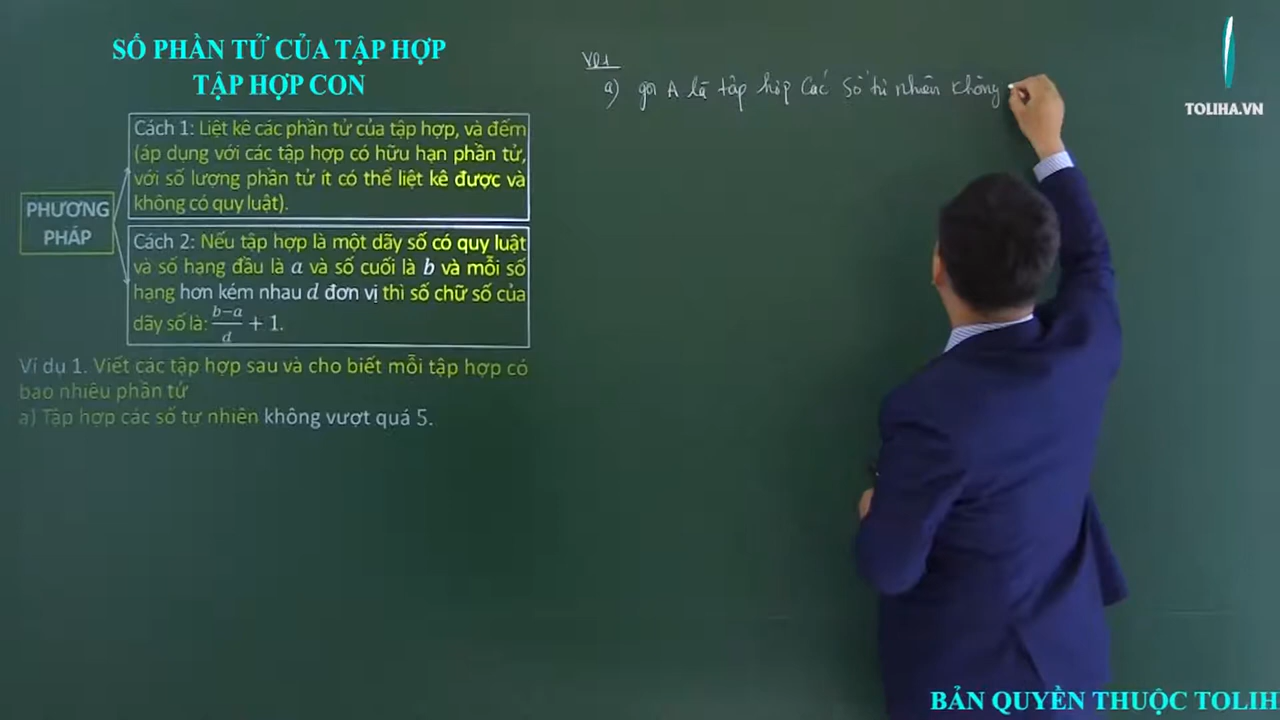 SỐ PHẦN TỬ CỦA TẬP HỢP
TẬP HỢP CON
PHƯƠNG
PHÁP
Cách 1: Liệt kê các phần tử của tập hợp, và đếm
(áp dụng với các tập hợp có hữu hạn phần tử,
với số lượng phần tử ít có thể liệt kê được và
không có quy luật).
Cách 2: Nếu tập hợp là một dãy số có quy luật
và số hạng đầu là a và số cuối là b và mỗi số
hạng hơn kém nhau d đơn vị thì số chữ số của
dãy số là: \frac{b-a}{d} + 1.
Ví dụ 1. Viết các tập hợp sau và cho biết mỗi tập hợp có
bao nhiêu phần tử
a) Tập hợp các số tự nhiên không vượt quá 5.
VD1
a) gọi A là tập hợp các số tự nhiên không
TOLIHA.VN
BẢN QUYỀN THUỘC TOLIH